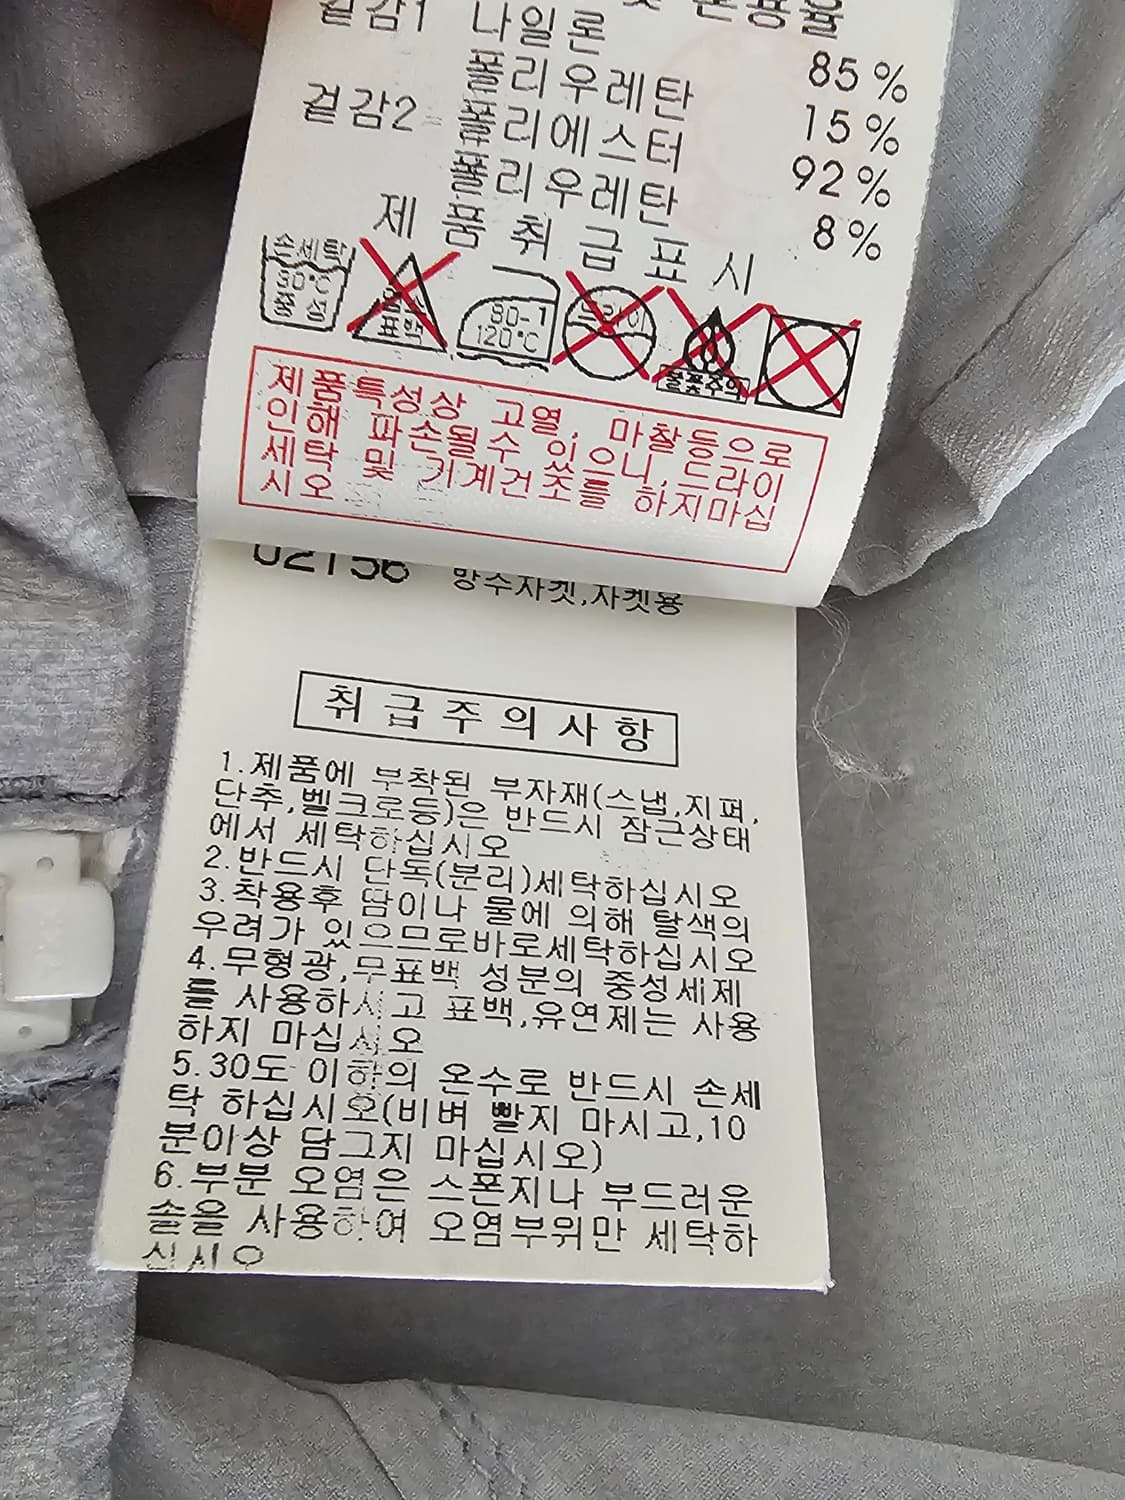 겉감1 나일론 85%
폴리우레탄 15%
겉감2 폴리에스터 92%
폴리우레탄 8%
제품취급표시
손세탁
30°C
중성
염소
표백
80-1
120°C
드라이
불꽃주의
제품특성상 고열, 마찰등으로
인해 파손될수 있으니,드라이
세탁 및 기계건조를 하지마십
시오
02156 방수자켓,자켓용
취급주의사항
1.제품에 부착된 부자재(스냅,지퍼,
단추,벨크로등)은 반드시 잠근상태
에서 세탁하십시오
2.반드시 단독(분리)세탁하십시오
3.착용후 땀이나 물에 의해 탈색의
우려가 있으므로바로세탁하십시오
4.무형광,무표백 성분의 중성세제
를 사용하시고 표백,유연제는 사용
하지 마십시오
5.30도 이하의 온수로 반드시 손세
탁 하십시오(비벼 빨지 마시고,10
분이상 담그지 마십시오)
6.부분 오염은 스폰지나 부드러운
솔을 사용하여 오염부위만 세탁하
십시오